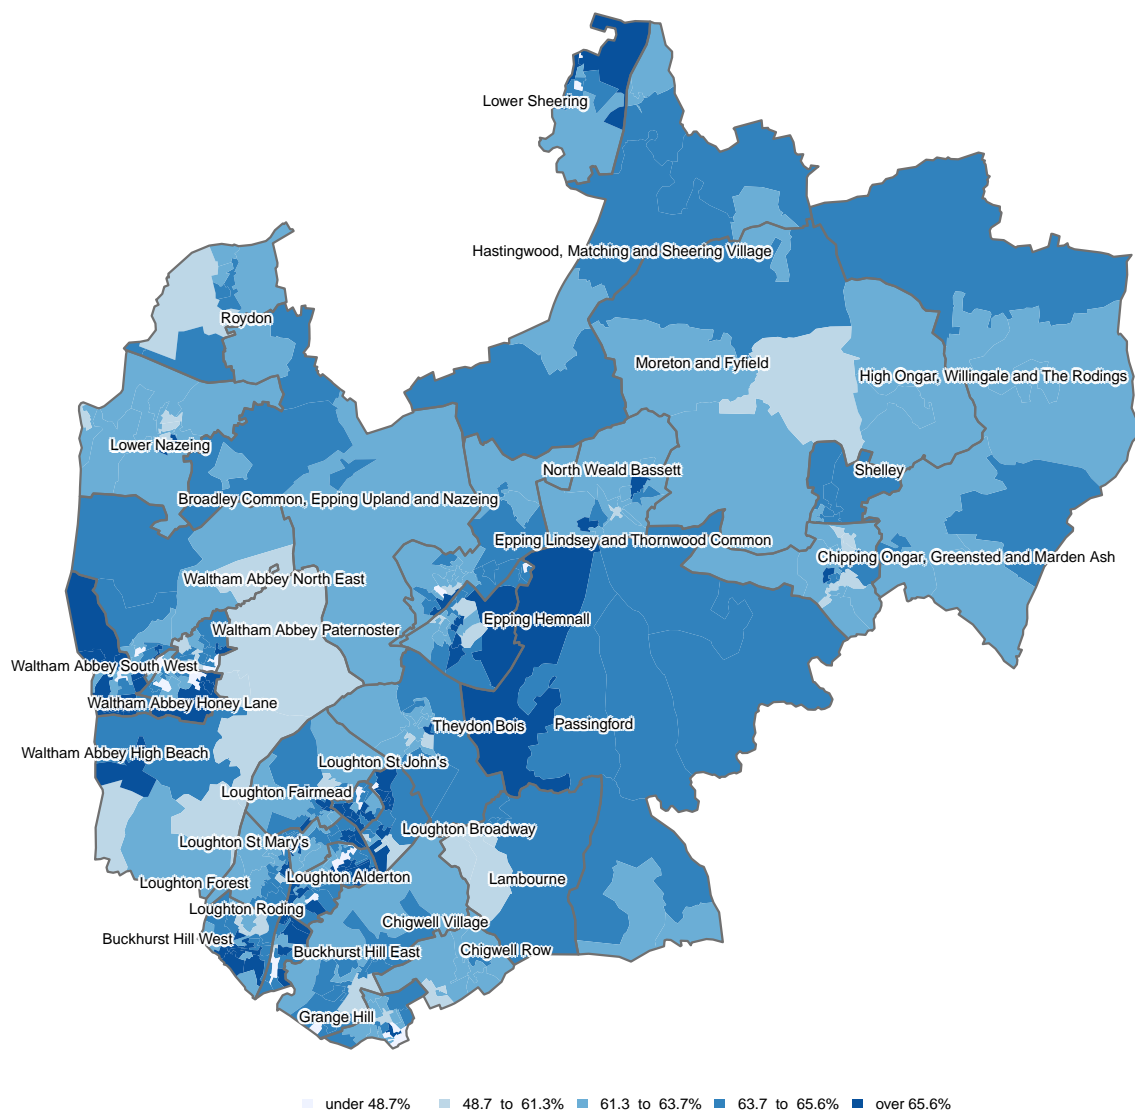 Lower Sheering
Hastingwood, Matching and Sheering Village
Roydon
Moreton and Fyfield
High Ongar, Willingale and The Rodings
Lower Nazeing
North Weald Bassett
Shelley
Broadley Common, Epping Upland and Nazeing
Epping Lindsey and Thornwood Common
Chipping Ongar, Greensted and Marden Ash
Waltham Abbey North East
Epping Hemnall
Waltham Abbey Paternoster
Waltham Abbey South West
Waltham Abbey Honey Lane
Theydon Bois
Passingford
Waltham Abbey High Beach
Loughton St John's
Loughton Fairmead
Loughton Broadway
Loughton St Mary's
Loughton Forest
Loughton Alderton
Lambourne
Loughton Roding
Chigwell Village
Buckhurst Hill West
Buckhurst Hill East
Chigwell Row
Grange Hill
under 48.7% 48.7 to 61.3% 61.3 to 63.7% 63.7 to 65.6% over 65.6%